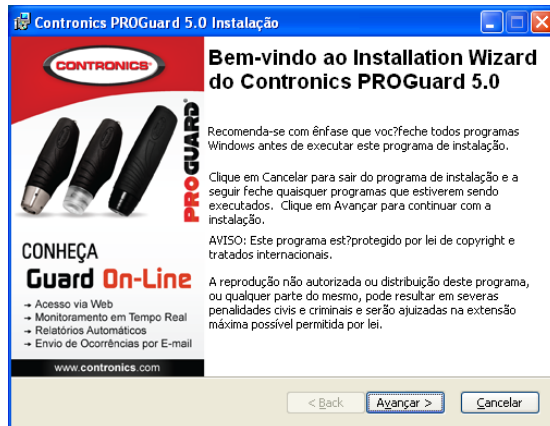 Contronics PROGuard 5.0 Instalação
CONTRONICS
PROGUARD
CONHEÇA
Guard On-Line
→ Acesso via Web
→ Monitoramento em Tempo Real
→ Relatórios Automáticos
→ Envio de Ocorrências por E-mail
www.contronics.com
Bem-vindo ao Installation Wizard
do Contronics PROGuard 5.0
Recomenda-se com ênfase que voc?feche todos programas
Windows antes de executar este programa de instalação.
Clique em Cancelar para sair do programa de instalação e a
seguir feche quaisquer programas que estiverem sendo
executados. Clique em Avançar para continuar com a
instalação.
AVISO: Este programa est?protegido por lei de copyright e
tratados internacionais.
A reprodução não autorizada ou distribuição deste programa,
ou qualquer parte do mesmo, pode resultar em severas
penalidades civis e criminais e serão ajuizadas na extensão
máxima possível permitida por lei.
< Back
Avançar >
Cancelar